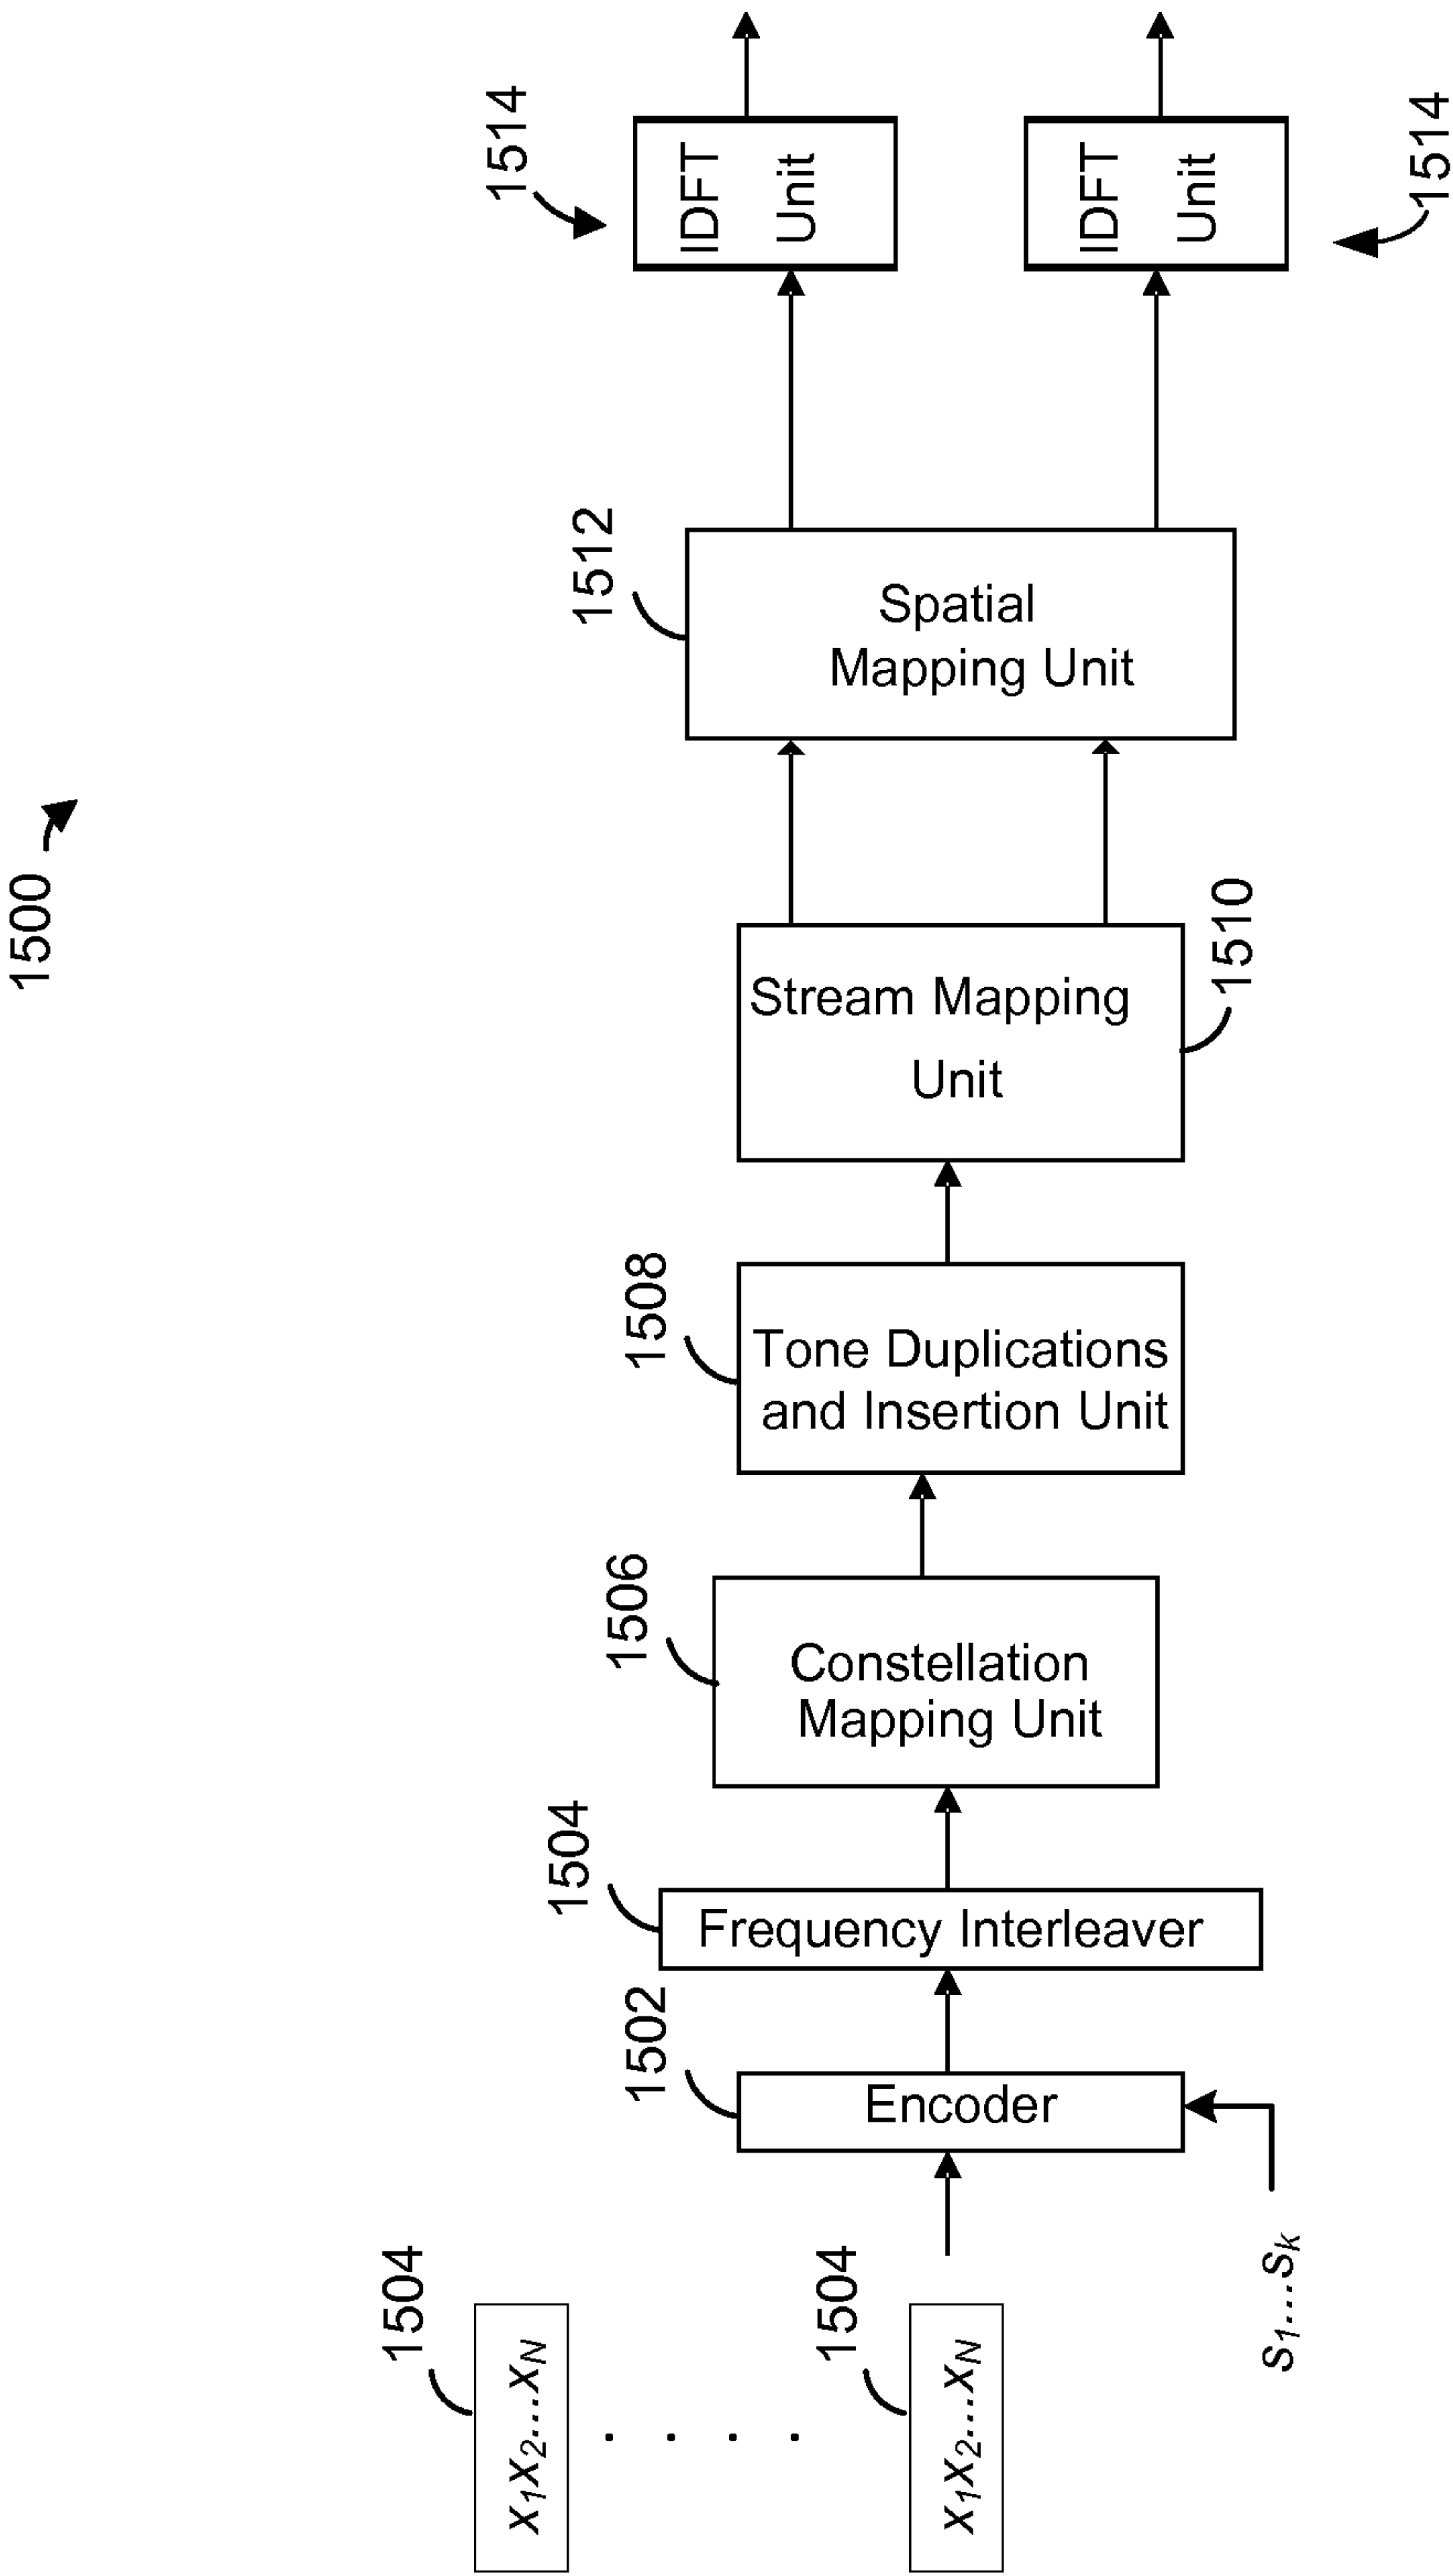 1500
1504
x1x2...xN
. . . .
1504
x1x2...xN
s1...sk
1502
Encoder
1504
Frequency Interleaver
1506
Constellation
Mapping Unit
1508
Tone Duplications
and Insertion Unit
Stream Mapping
Unit
1510
1512
Spatial
Mapping Unit
1514
IDFT
Unit
IDFT
Unit
1514